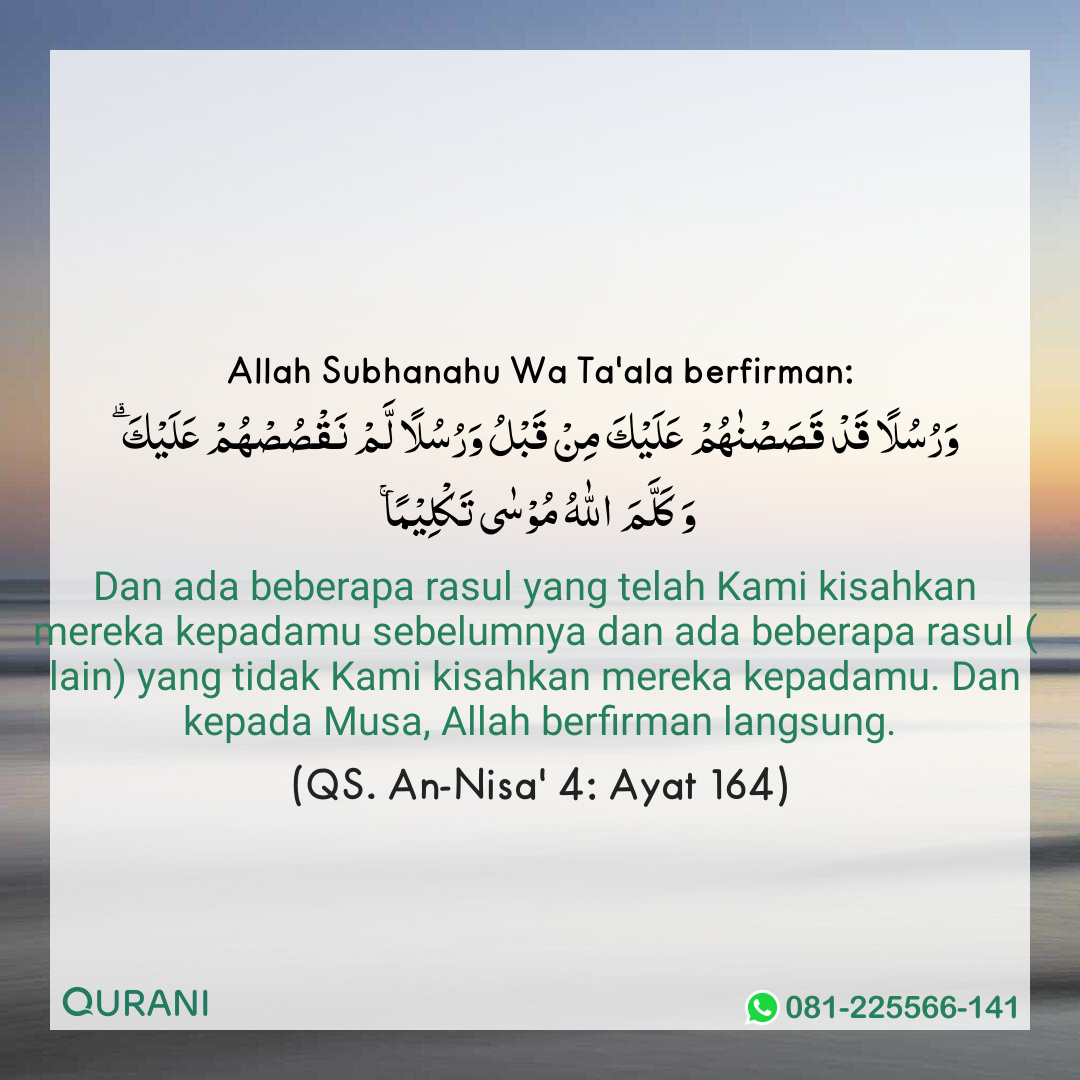 Allah Subhanahu Wa Ta'ala berfirman:
وَرُسُلًا قَدْ قَصَصْنٰهُمْ عَلَيْكَ مِنْ قَبْلُ وَرُسُلًا لَّمْ نَقْصُصْهُمْ عَلَيْكَ ۗ
وَكَلَّمَ اللّٰهُ مُوْسٰى تَكْلِيْمًا ۚ
Dan ada beberapa rasul yang telah Kami kisahkan
mereka kepadamu sebelumnya dan ada beberapa rasul (
lain) yang tidak Kami kisahkan mereka kepadamu. Dan
kepada Musa, Allah berfirman langsung.
(QS. An-Nisa' 4: Ayat 164)
QURANI
081-225566-141